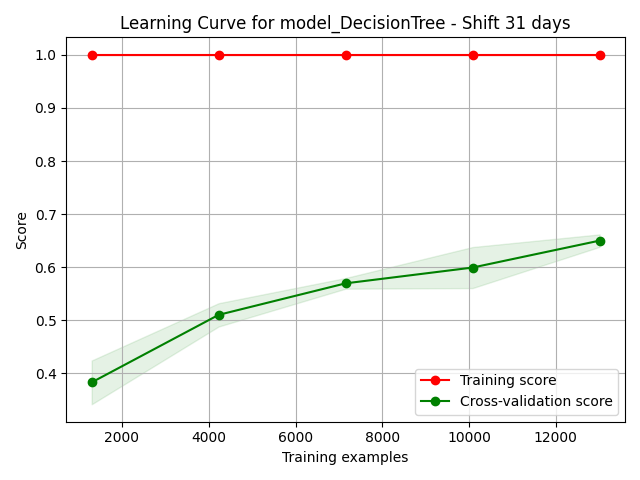 Learning Curve for model_DecisionTree - Shift 31 days
Score
1.0
0.9
0.8
0.7
0.6
0.5
0.4
2000
4000
6000
8000
10000
12000
Training examples
Training score
Cross-validation score